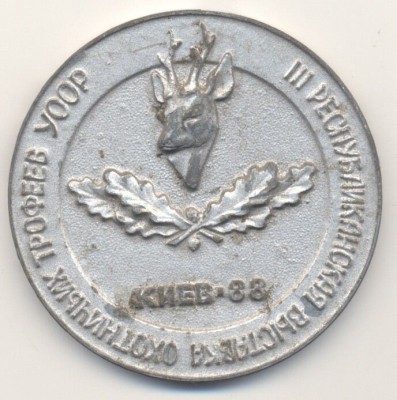 III РЕСПУБЛИКАНСКАЯ ВЫСТАВКА ОХОТНИЧЬИХ ТРОФЕЕВ УООР
КИЕВ·88